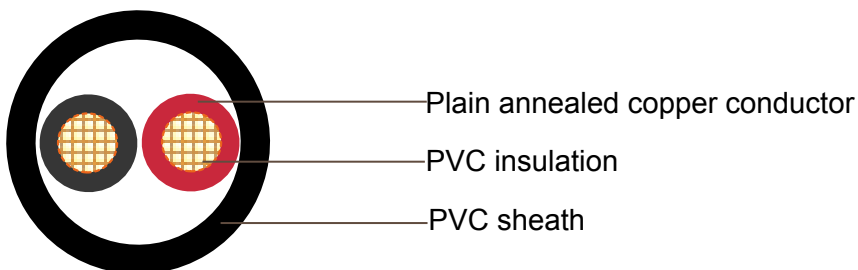 Plain annealed copper conductor
PVC insulation
PVC sheath